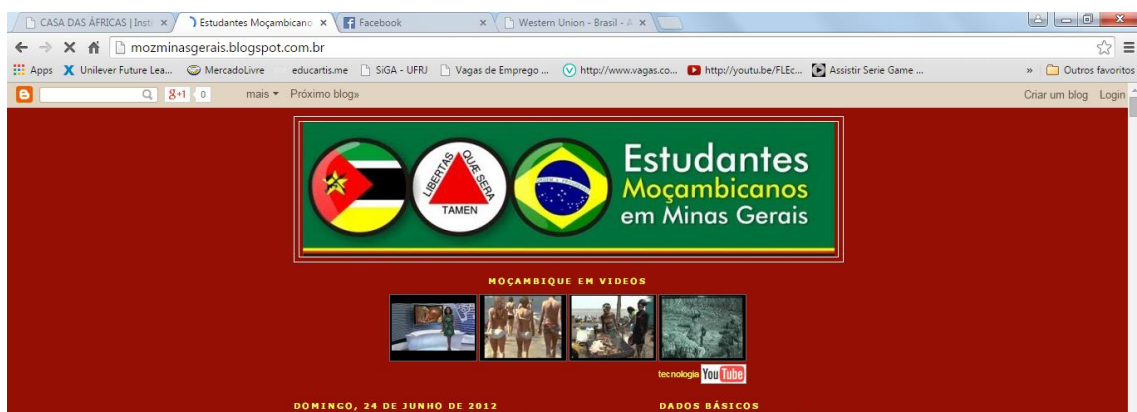 CASA DAS ÁFRICAS | Insti
Estudantes Moçambicano
Facebook
Western Union - Brasil - A
mozminasgerais.blogspot.com.br
Apps
Unilever Future Lea...
MercadoLivre
educartis.me
SiGA - UFRJ
Vagas de Emprego ...
http://www.vagas.co...
http://youtu.be/FLEc...
Assistir Serie Game ...
»
Outros favoritos
g+1 0
mais
Próximo blog»
Criar um blog
Login
LIBERTAS QUÆ SERA
TAMEN
Estudantes
Moçambicanos
em Minas Gerais
MOÇAMBIQUE EM VIDEOS
tecnologia YouTube
DOMINGO, 24 DE JUNHO DE 2012
DADOS BÁSICOS